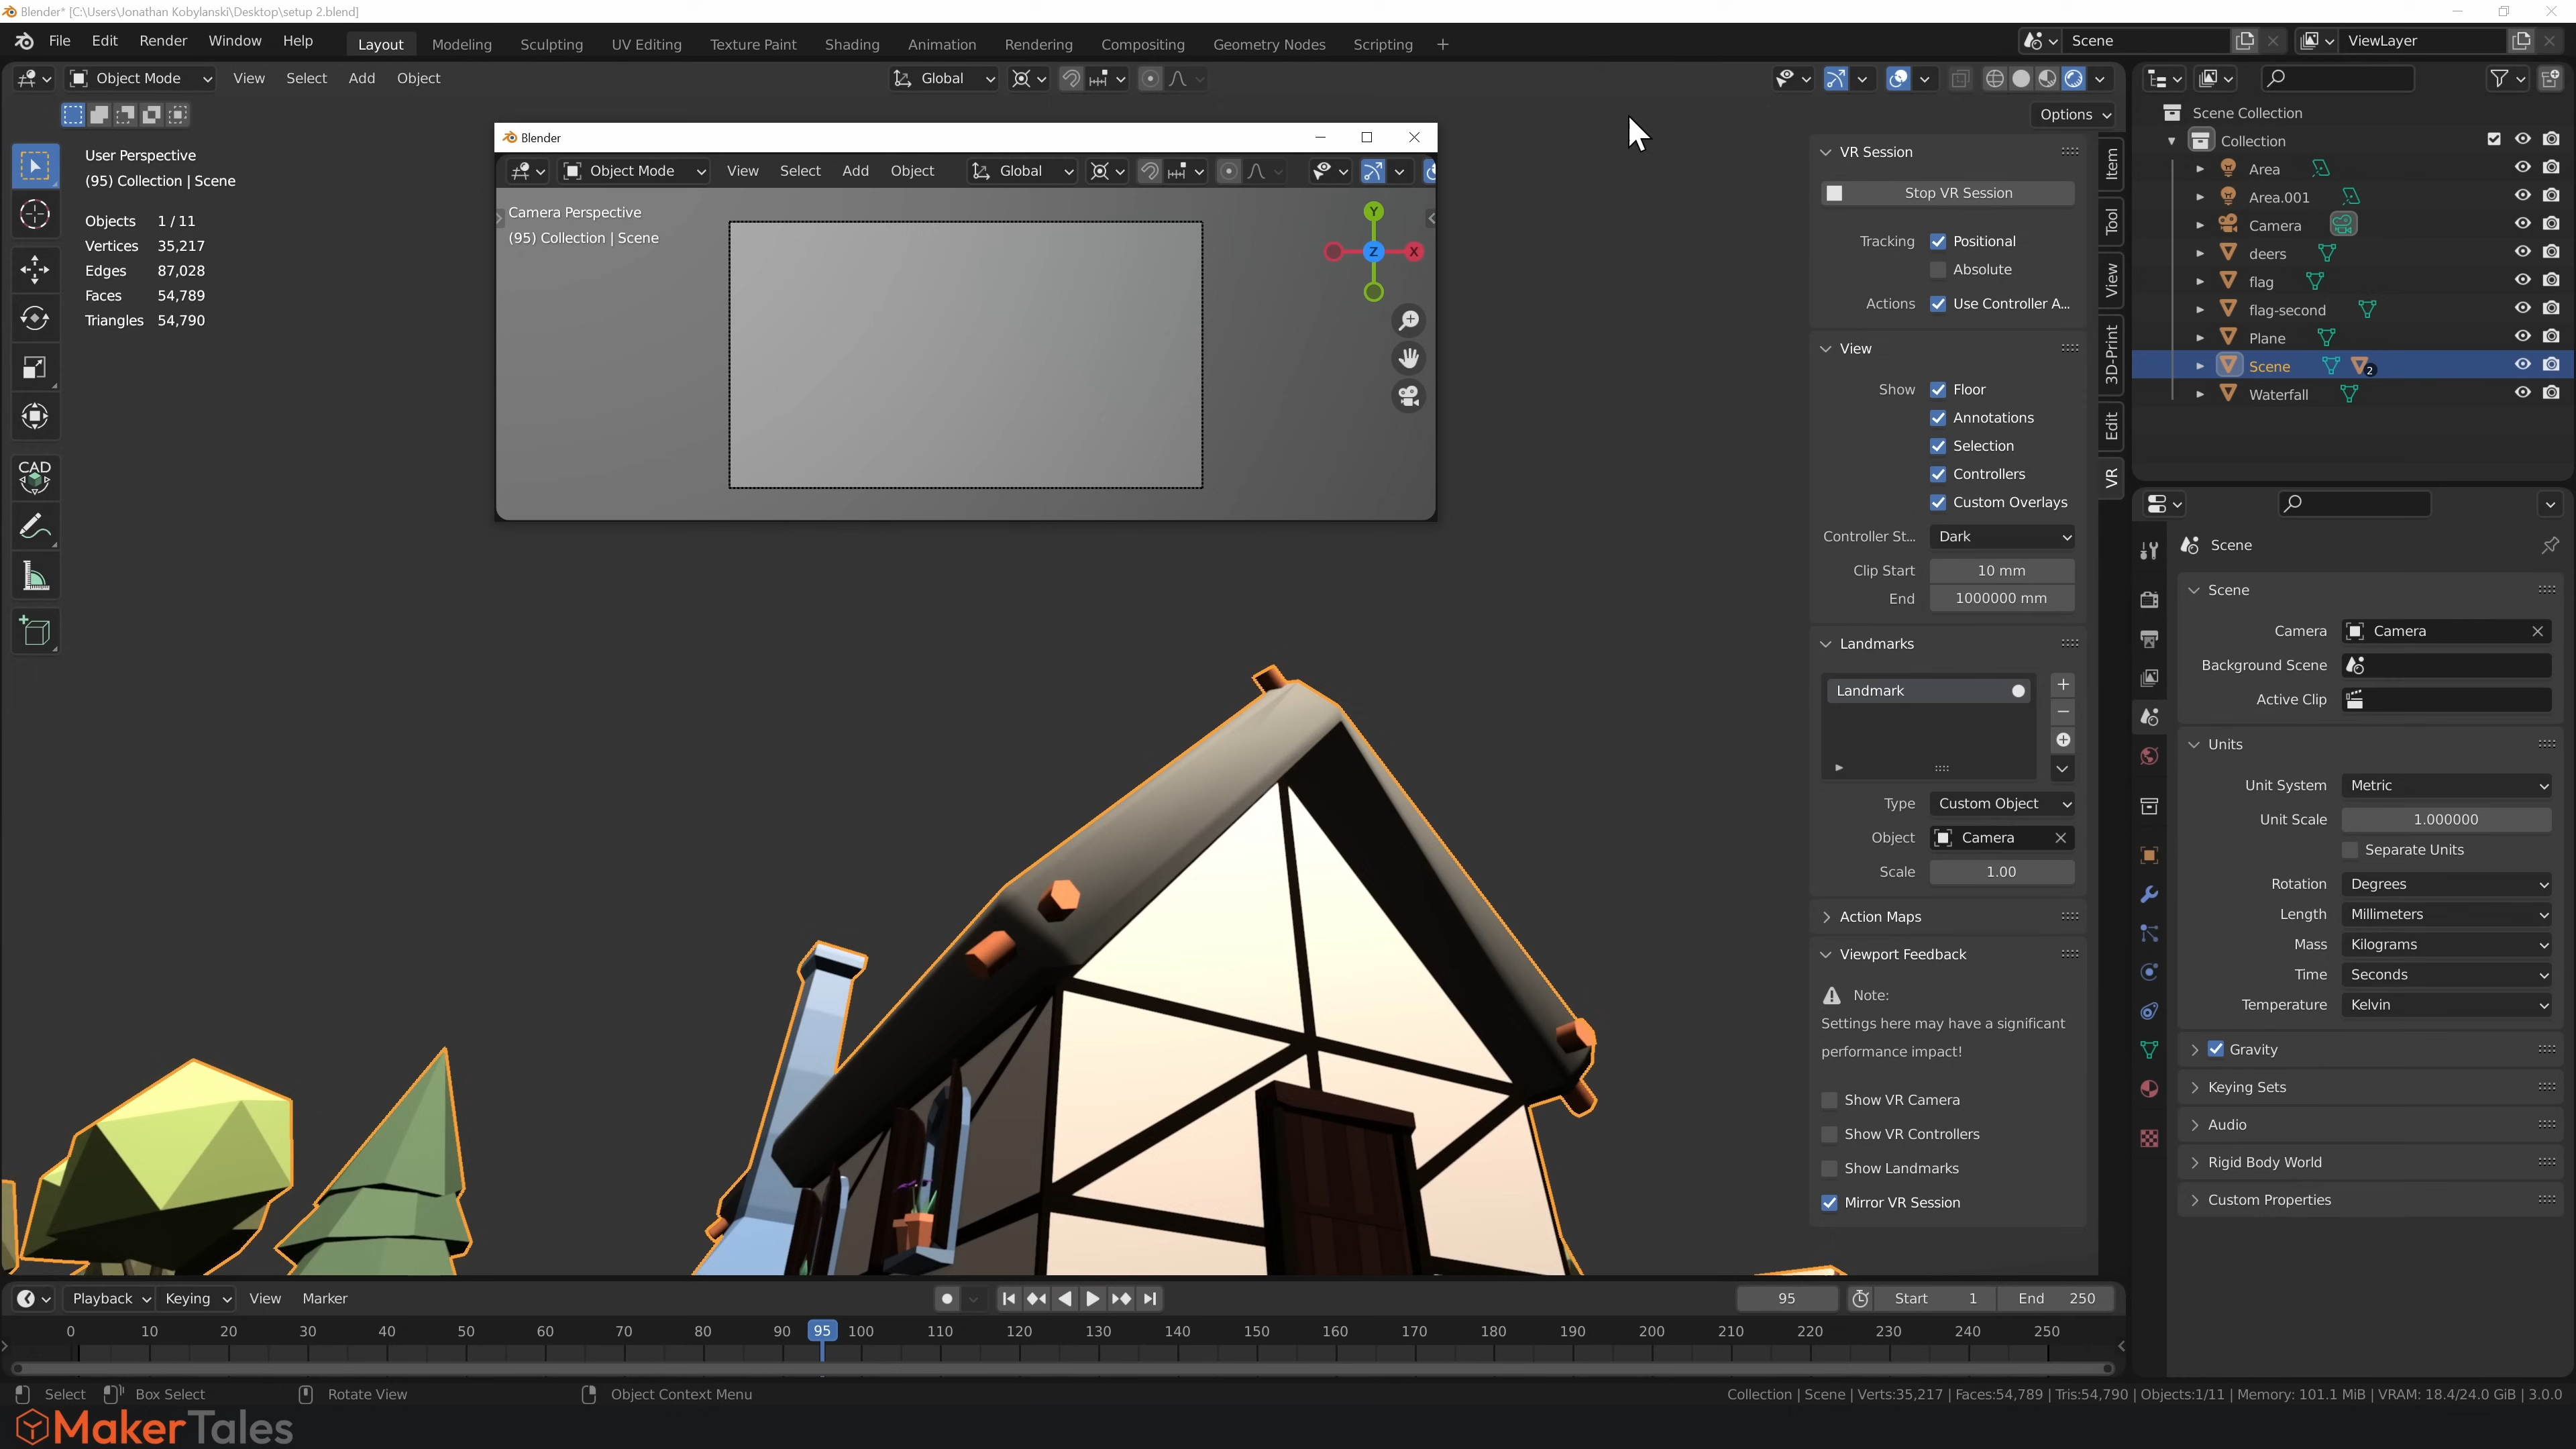 Blender* [C:\Users\Jonathan Kobylanski\Desktop\setup 2.blend]
File Edit Render Window Help Layout Modeling Sculpting UV Editing Texture Paint Shading Animation Rendering Compositing Geometry Nodes Scripting + Scene ViewLayer
Object Mode View Select Add Object Global
Options
User Perspective
(95) Collection | Scene
Objects 1 / 11
Vertices 35,217
Edges 87,028
Faces 54,789
Triangles 54,790
CAD
Blender
Object Mode View Select Add Object Global
Camera Perspective
(95) Collection | Scene
Y
Z
X
VR Session
Stop VR Session
Tracking Positional
Absolute
Actions Use Controller A...
View
Show Floor
Annotations
Selection
Controllers
Custom Overlays
Controller St... Dark
Clip Start 10 mm
End 1000000 mm
Landmarks
Landmark
Type Custom Object
Object Camera
Scale 1.00
Action Maps
Viewport Feedback
Note:
Settings here may have a significant
performance impact!
Show VR Camera
Show VR Controllers
Show Landmarks
Mirror VR Session
Item
Tool
View
3D-Print
Edit
VR
Scene Collection
Collection
Area
Area.001
Camera
deers
flag
flag-second
Plane
Scene 2
Waterfall
Scene
Scene
Camera Camera
Background Scene
Active Clip
Units
Unit System Metric
Unit Scale 1.000000
Separate Units
Rotation Degrees
Length Millimeters
Mass Kilograms
Time Seconds
Temperature Kelvin
Gravity
Keying Sets
Audio
Rigid Body World
Custom Properties
Playback Keying View Marker 95 Start 1 End 250
0 10 20 30 40 50 60 70 80 90 95 100 110 120 130 140 150 160 170 180 190 200 210 220 230 240 250
Select Box Select Rotate View Object Context Menu Collection | Scene | Verts:35,217 | Faces:54,789 | Tris:54,790 | Objects:1/11 | Memory: 101.1 MiB | VRAM: 18.4/24.0 GiB | 3.0.0
MakerTales